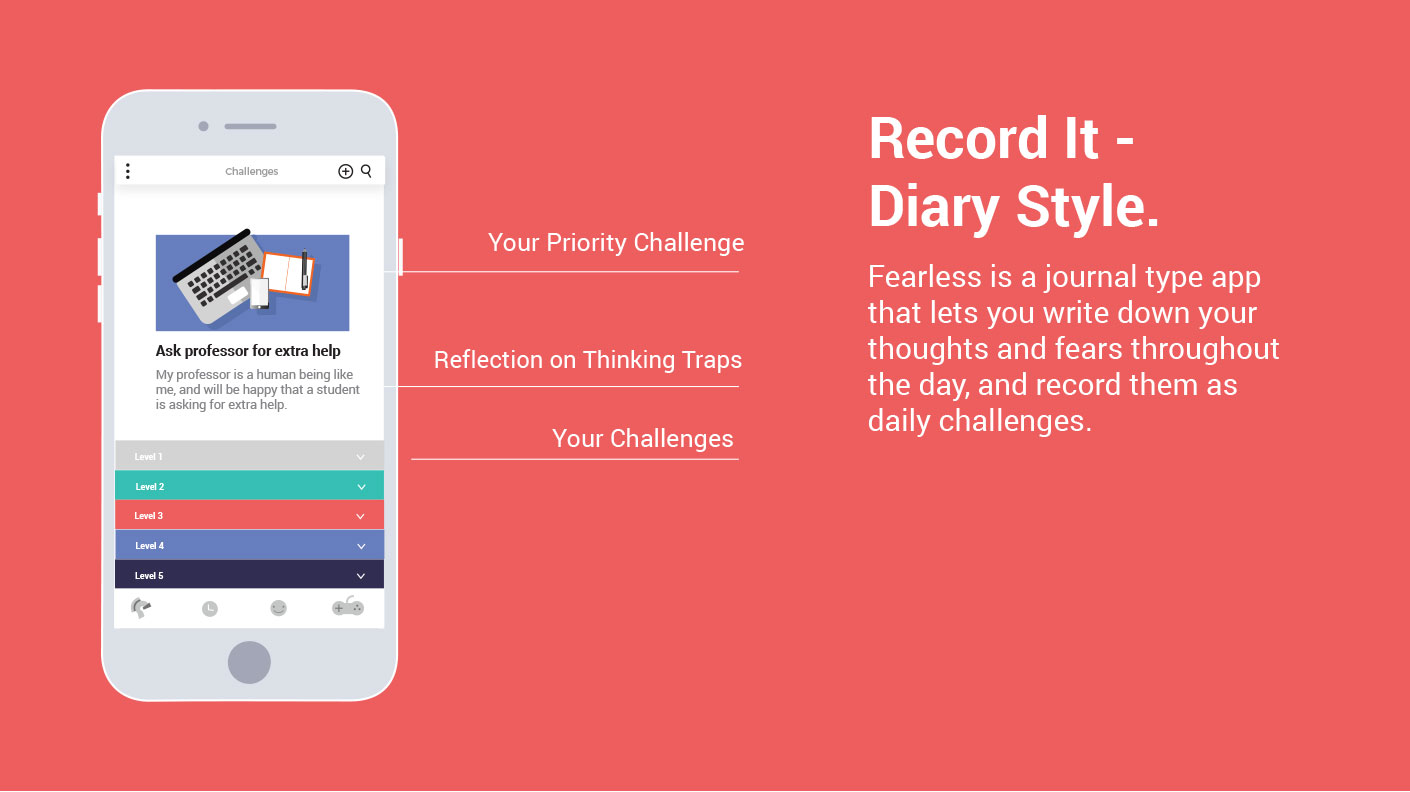 Challenges
Ask professor for extra help
My professor is a human being like
me, and will be happy that a student
is asking for extra help.
Level 1
Level 2
Level 3
Level 4
Level 5
Your Priority Challenge
Reflection on Thinking Traps
Your Challenges
Record It -
Diary Style.
Fearless is a journal type app
that lets you write down your
thoughts and fears throughout
the day, and record them as
daily challenges.